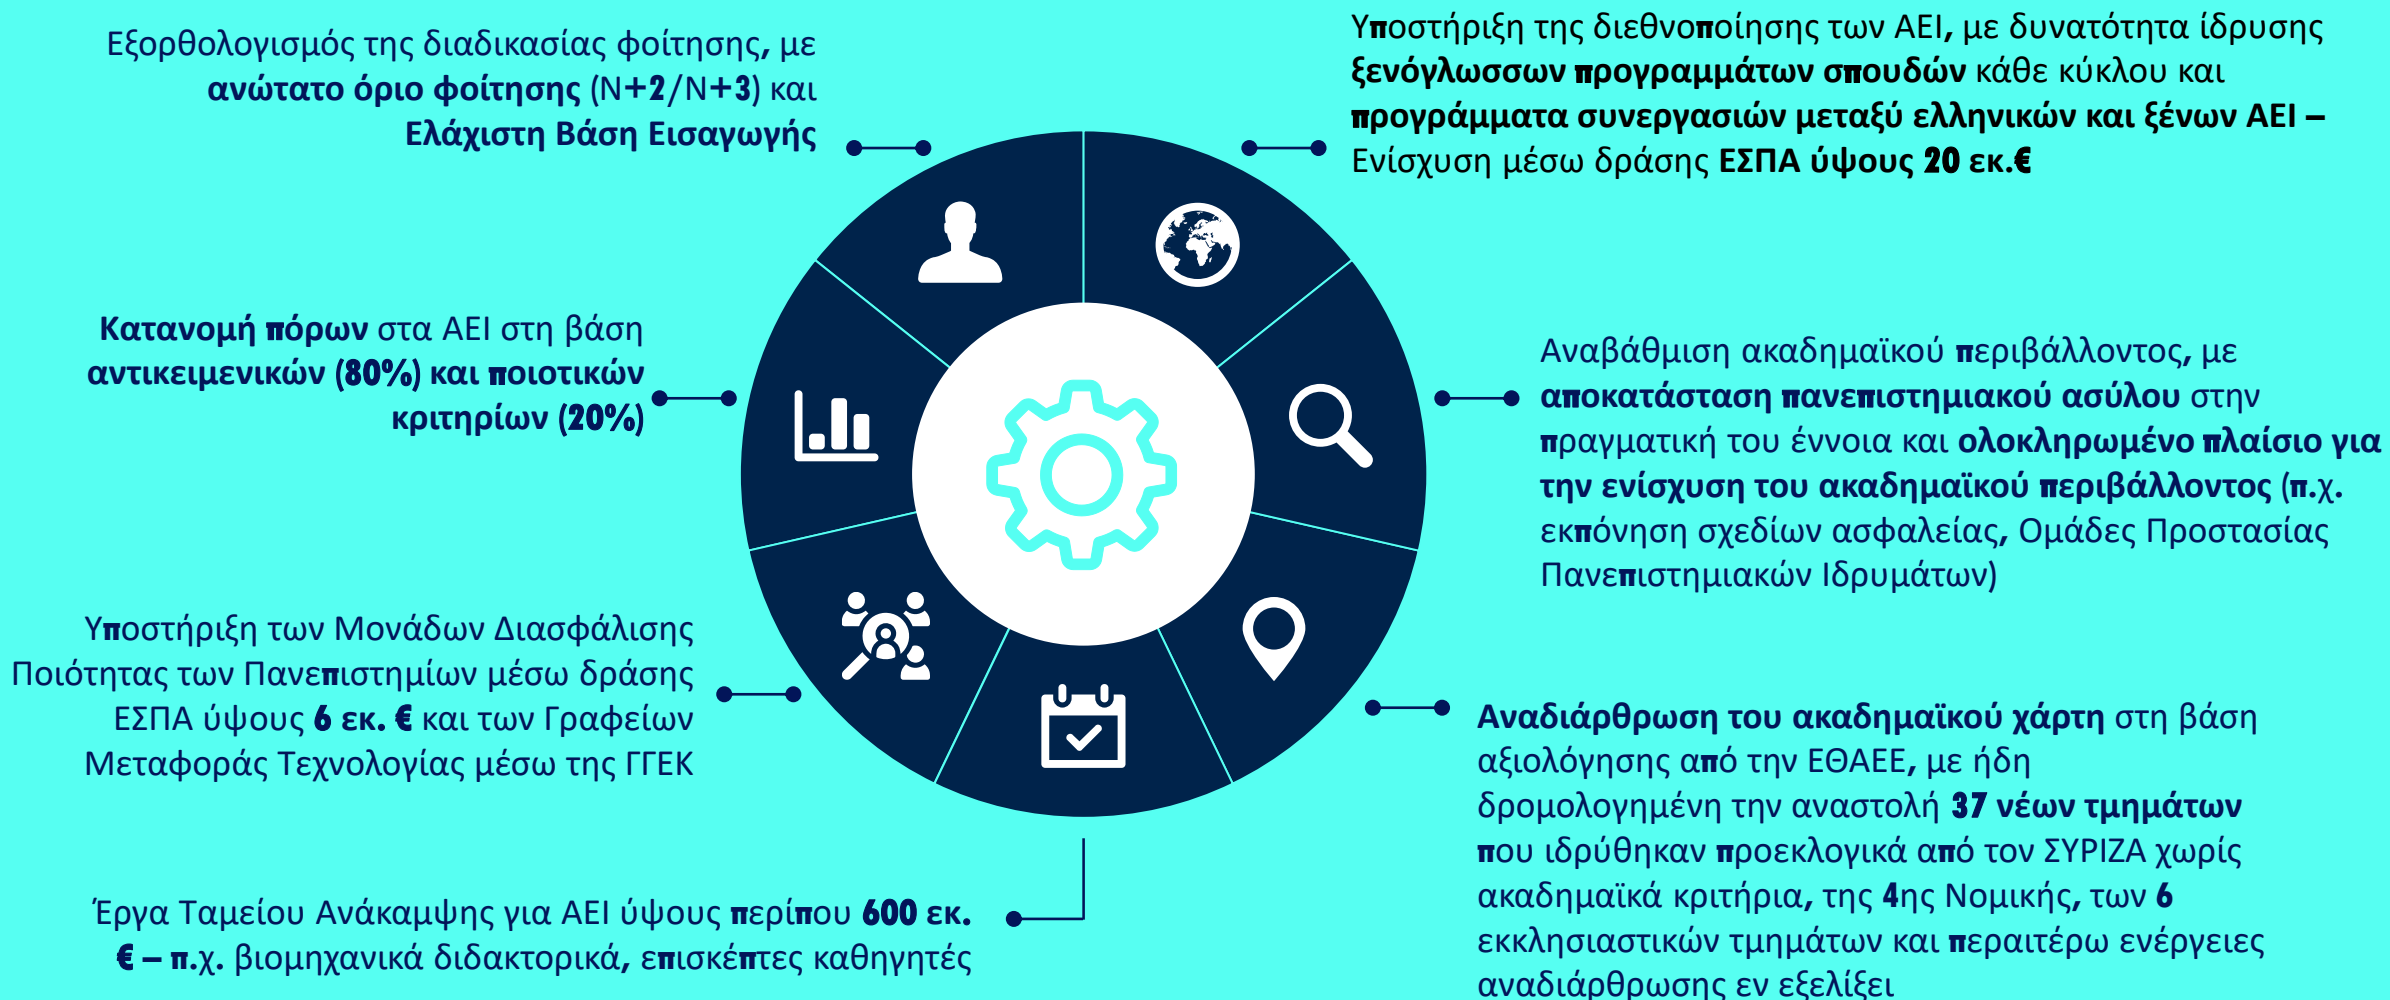 Εξορθολογισμός της διαδικασίας φοίτησης, με
ανώτατο όριο φοίτησης (Ν+2/Ν+3) και
Ελάχιστη Βάση Εισαγωγής
Υποστήριξη της διεθνοποίησης των ΑΕΙ, με δυνατότητα ίδρυσης
ξενόγλωσσων προγραμμάτων σπουδών κάθε κύκλου και
προγράμματα συνεργασιών μεταξύ ελληνικών και ξένων ΑΕΙ –
Ενίσχυση μέσω δράσης ΕΣΠΑ ύψους 20 εκ.€
Κατανομή πόρων στα ΑΕΙ στη βάση
αντικειμενικών (80%) και ποιοτικών
κριτηρίων (20%)
Αναβάθμιση ακαδημαϊκού περιβάλλοντος, με
αποκατάσταση πανεπιστημιακού ασύλου στην
πραγματική του έννοια και ολοκληρωμένο πλαίσιο για
την ενίσχυση του ακαδημαϊκού περιβάλλοντος (π.χ.
εκπόνηση σχεδίων ασφαλείας, Ομάδες Προστασίας
Πανεπιστημιακών Ιδρυμάτων)
Υποστήριξη των Μονάδων Διασφάλισης
Ποιότητας των Πανεπιστημίων μέσω δράσης
ΕΣΠΑ ύψους 6 εκ. € και των Γραφείων
Μεταφοράς Τεχνολογίας μέσω της ΓΓΕΚ
Αναδιάρθρωση του ακαδημαϊκού χάρτη στη βάση
αξιολόγησης από την ΕΘΑΕΕ, με ήδη
δρομολογημένη την αναστολή 37 νέων τμημάτων
που ιδρύθηκαν προεκλογικά από τον ΣΥΡΙΖΑ χωρίς
ακαδημαϊκά κριτήρια, της 4ης Νομικής, των 6
εκκλησιαστικών τμημάτων και περαιτέρω ενέργειες
αναδιάρθρωσης εν εξελίξει
Έργα Ταμείου Ανάκαμψης για ΑΕΙ ύψους περίπου 600 εκ.
€ – π.χ. βιομηχανικά διδακτορικά, επισκέπτες καθηγητές